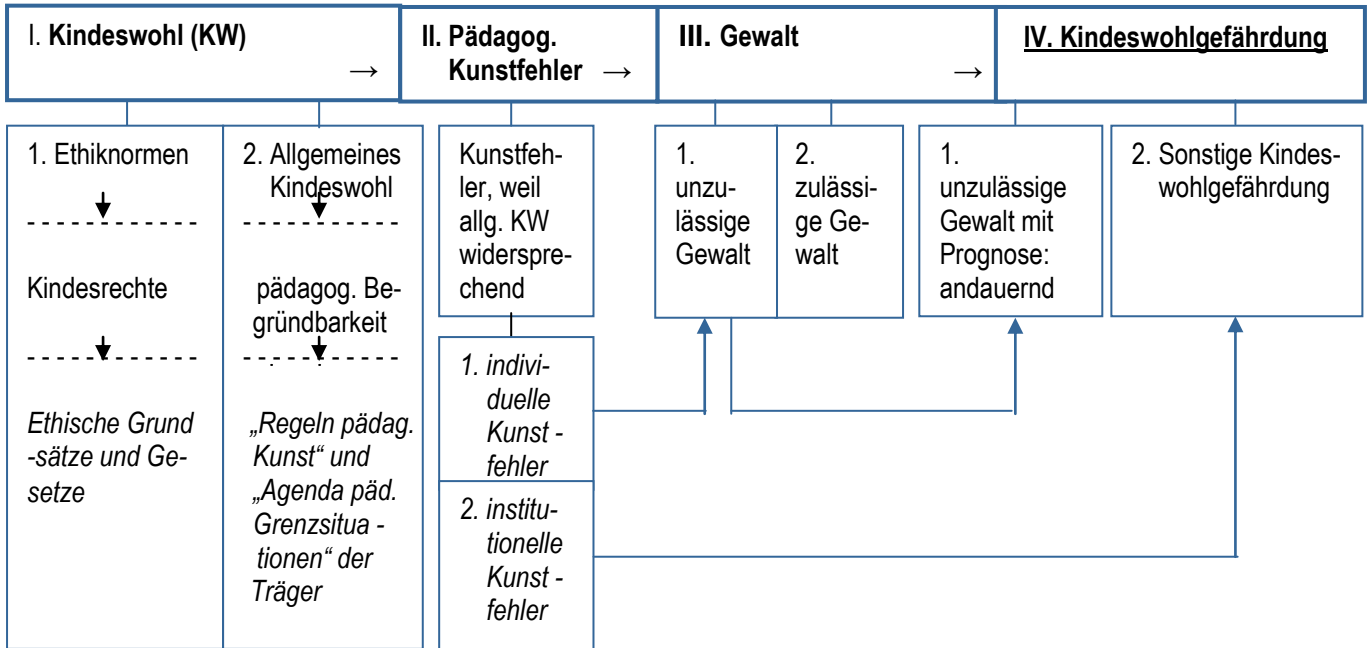 I. Kindeswohl (KW)
→
II. Pädagog.
Kunstfehler →
III. Gewalt
→
IV. Kindeswohlgefährdung
1. Ethiknormen
Kindesrechte
Ethische Grund
-sätze und Ge-
setze
2. Allgemeines
Kindeswohl
pädagog. Be-
gründbarkeit
„Regeln pädag.
Kunst“ und
„Agenda päd.
Grenzsitua -
tionen“ der
Träger
Kunstfeh-
ler, weil
allg. KW
widerspre-
chend
1. indivi-
duelle
Kunst -
fehler
2. institu-
tionelle
Kunst -
fehler
1.
unzu-
lässige
Gewalt
2.
zulässi-
ge Ge-
walt
1.
unzulässige
Gewalt mit
Prognose:
andauernd
2. Sonstige Kindes-
wohlgefährdung